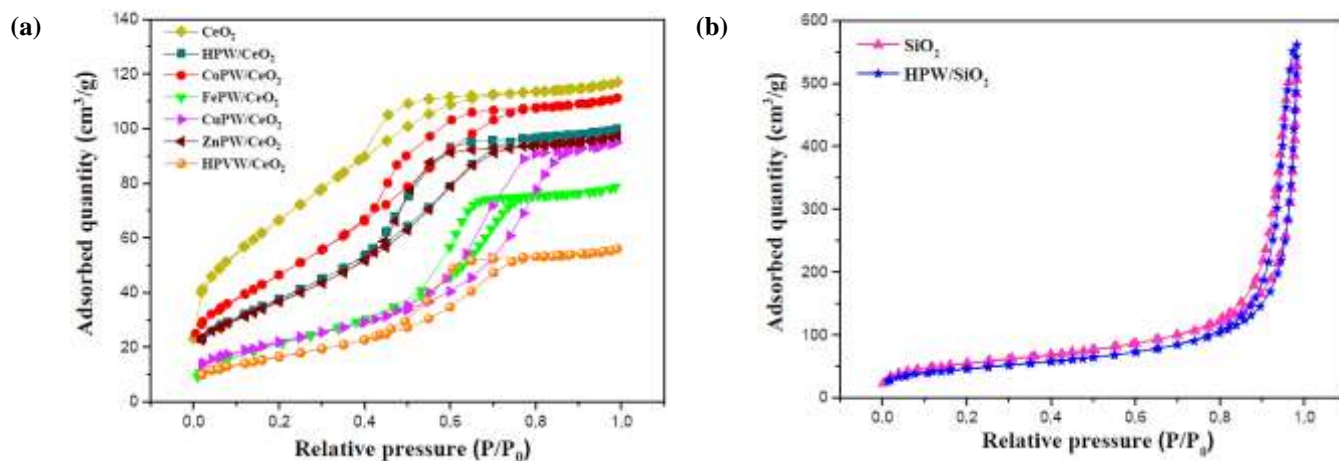 (a)
140
120
100
80
60
40
20
0
Adsorbed quantity (cm³/g)
CeO₂
HPW/CeO₂
CoPW/CeO₂
FePW/CeO₂
CuPW/CeO₂
ZnPW/CeO₂
HPVW/CeO₂
0.0 0.2 0.4 0.6 0.8 1.0
Relative pressure (P/P₀)
(b)
600
500
400
300
200
100
0
Adsorbed quantity (cm³/g)
SiO₂
HPW/SiO₂
0,0 0,2 0,4 0,6 0,8 1,0
Relative pressure (P/P₀)